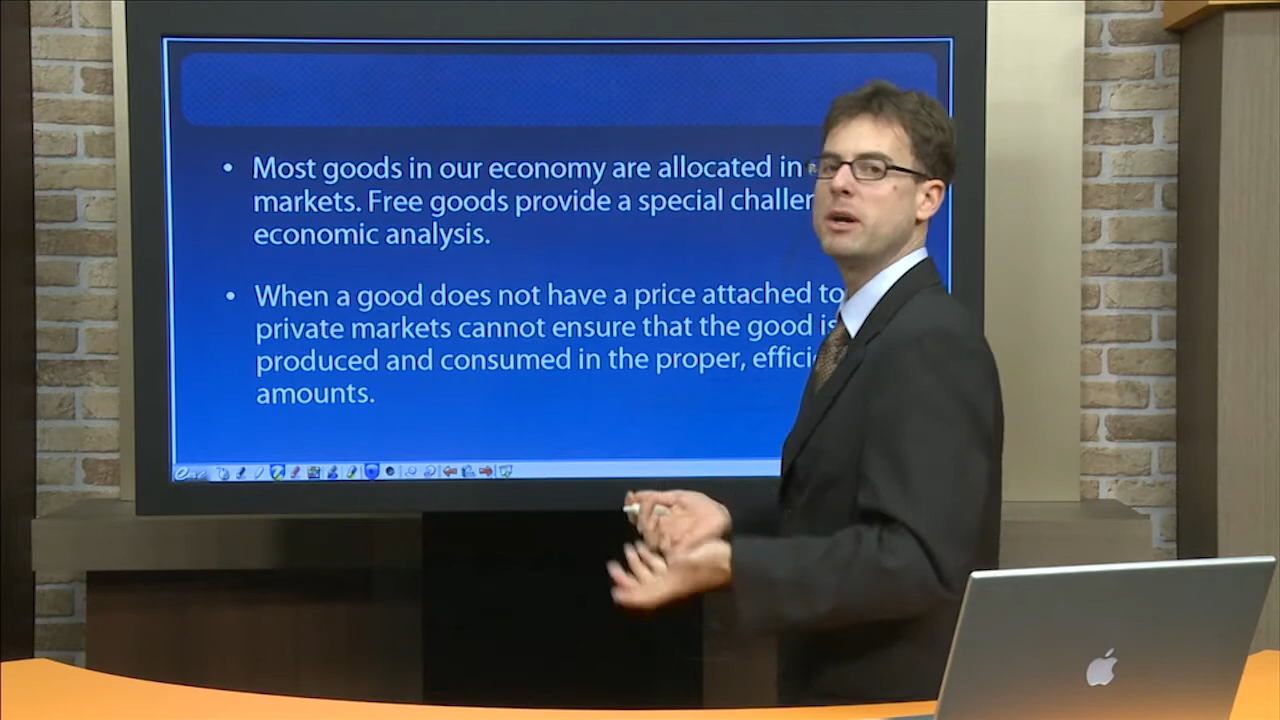 • Most goods in our economy are allocated in
markets. Free goods provide a special
economic analysis.
• When a good does not have a price attached to
private markets cannot ensure that the good is
produced and consumed in the proper,
amounts.